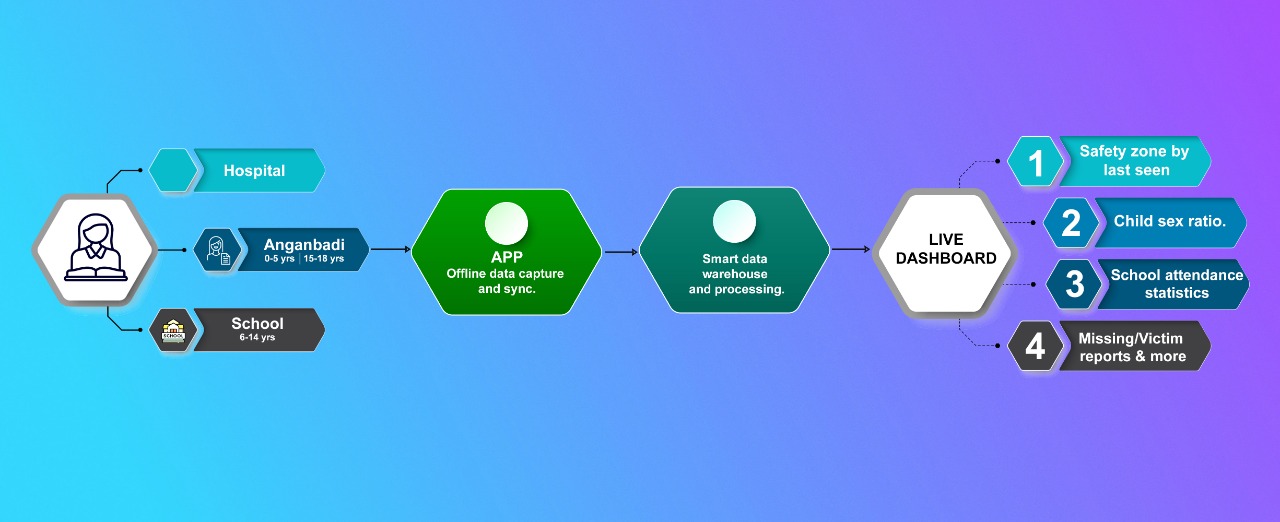 Hospital
Anganbadi
0-5 yrs | 15-18 yrs
SCHOOL
School
6-14 yrs
APP
Offline data capture
and sync.
Smart data
warehouse
and processing.
LIVE
DASHBOARD
1
Safety zone by
last seen
2
Child sex ratio.
3
School attendance
statistics
4
Missing/Victim
reports & more